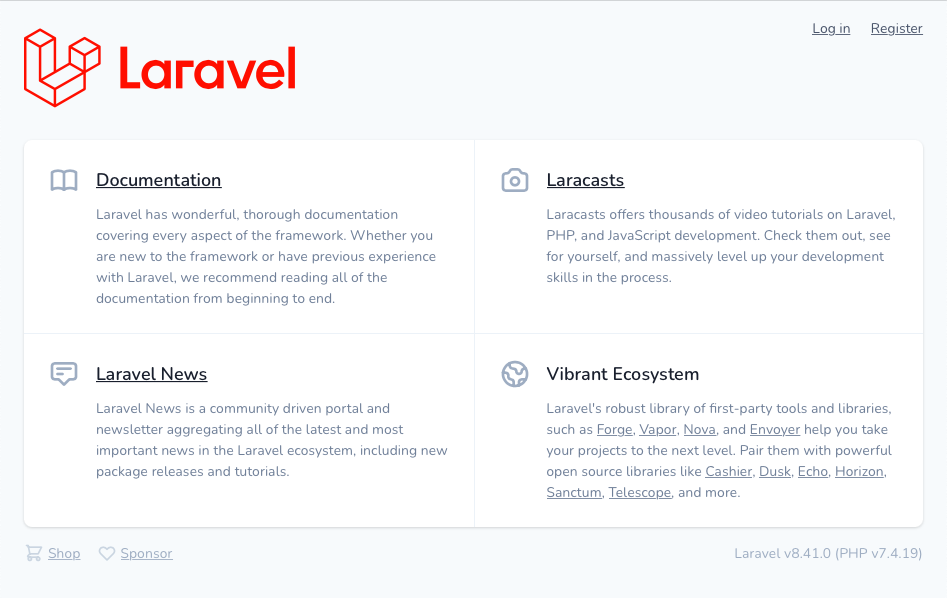 Log in Register
Laravel
Documentation
Laravel has wonderful, thorough documentation
covering every aspect of the framework. Whether you
are new to the framework or have previous experience
with Laravel, we recommend reading all of the
documentation from beginning to end.
Laracasts
Laracasts offers thousands of video tutorials on Laravel,
PHP, and JavaScript development. Check them out, see
for yourself, and massively level up your development
skills in the process.
Laravel News
Laravel News is a community driven portal and
newsletter aggregating all of the latest and most
important news in the Laravel ecosystem, including new
package releases and tutorials.
Vibrant Ecosystem
Laravel's robust library of first-party tools and libraries,
such as Forge, Vapor, Nova, and Envoyer help you take
your projects to the next level. Pair them with powerful
open source libraries like Cashier, Dusk, Echo, Horizon,
Sanctum, Telescope, and more.
Shop Sponsor
Laravel v8.41.0 (PHP v7.4.19)